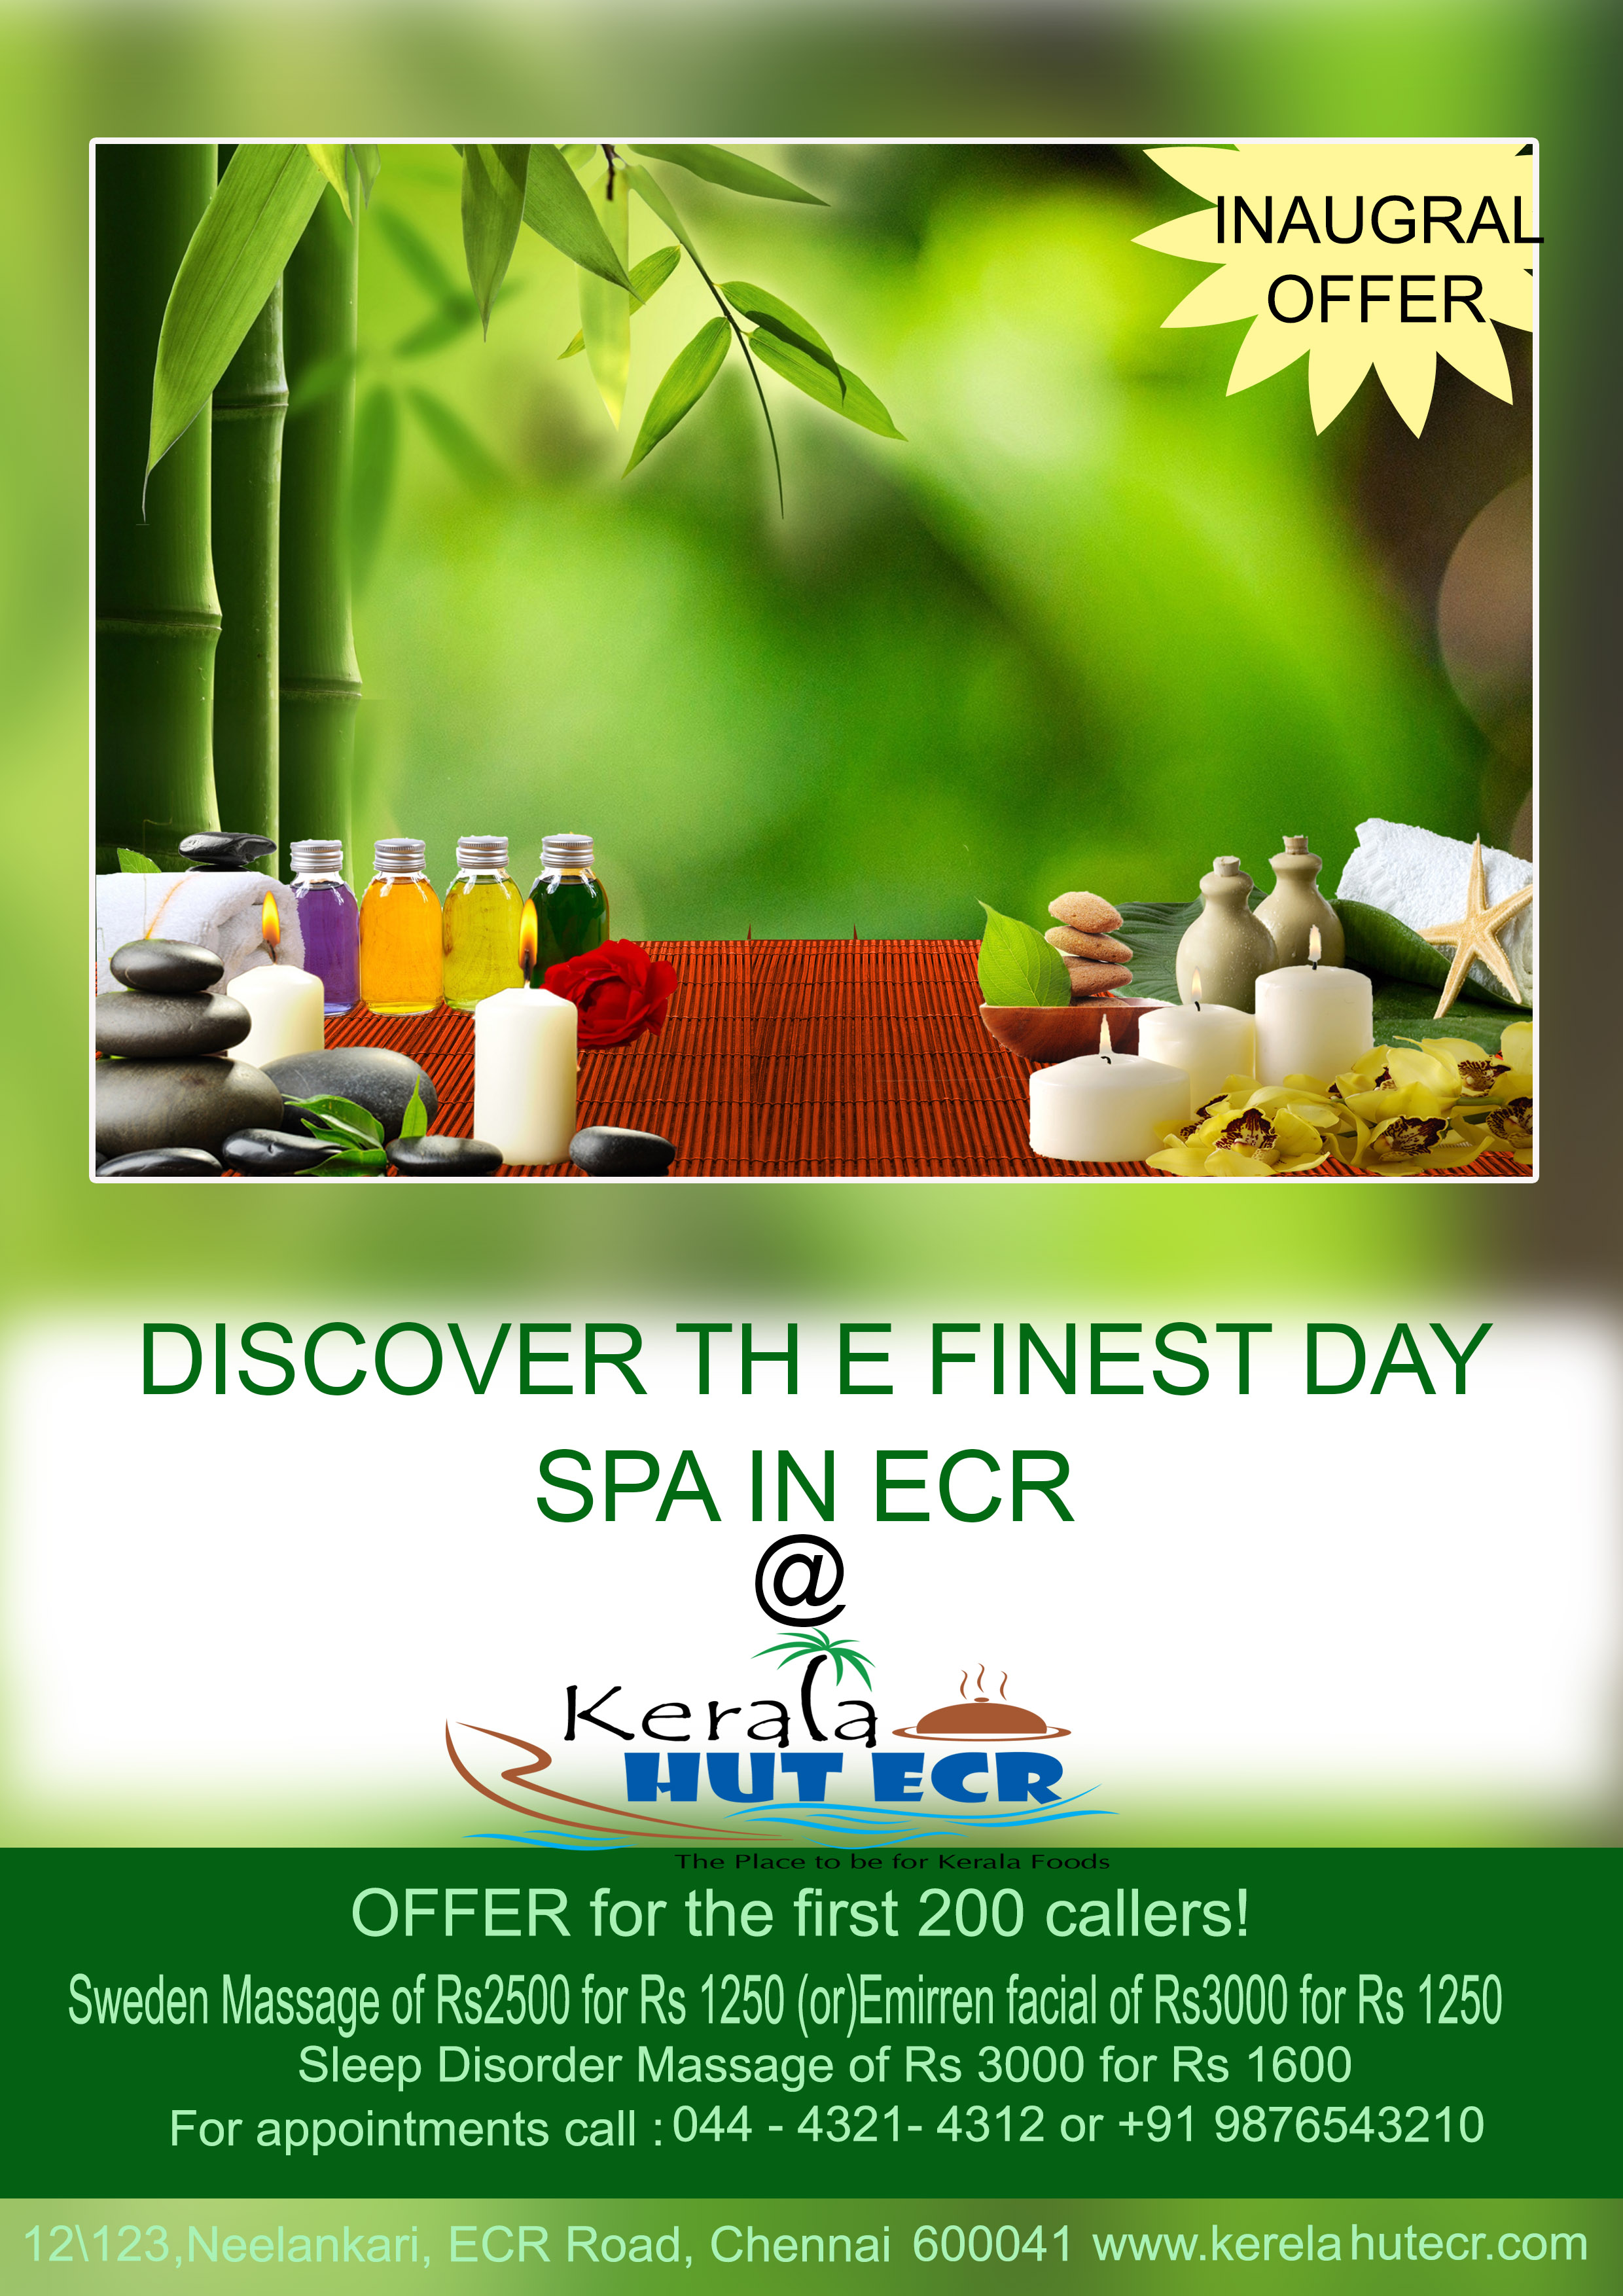 INAUGRAL
OFFER
DISCOVER TH E FINEST DAY
SPA IN ECR
@
Kerala
HUT ECR
The Place to be for Kerala Foods
OFFER for the first 200 callers!
Sweden Massage of Rs2500 for Rs 1250 (or)Emirren facial of Rs3000 for Rs 1250
Sleep Disorder Massage of Rs 3000 for Rs 1600
For appointments call : 044 - 4321- 4312 or +91 9876543210
12\123,Neelankari, ECR Road, Chennai 600041 www.kerelahutecr.com